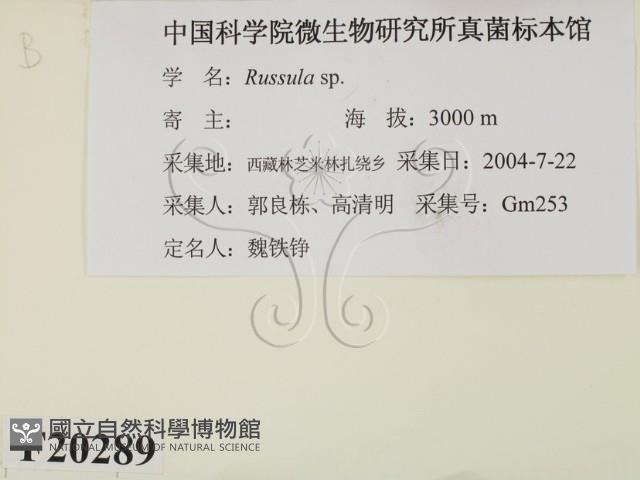 B
中国科学院微生物研究所真菌标本馆
学 名：Russula sp.
寄 主： 海 拔：3000 m
采集地：西藏林芝米林扎绕乡 采集日：2004-7-22
采集人：郭良栋、高清明 采集号：Gm253
定名人：魏铁铮
國立自然科學博物館
NATIONAL MUSEUM OF NATURAL SCIENCE
F20289